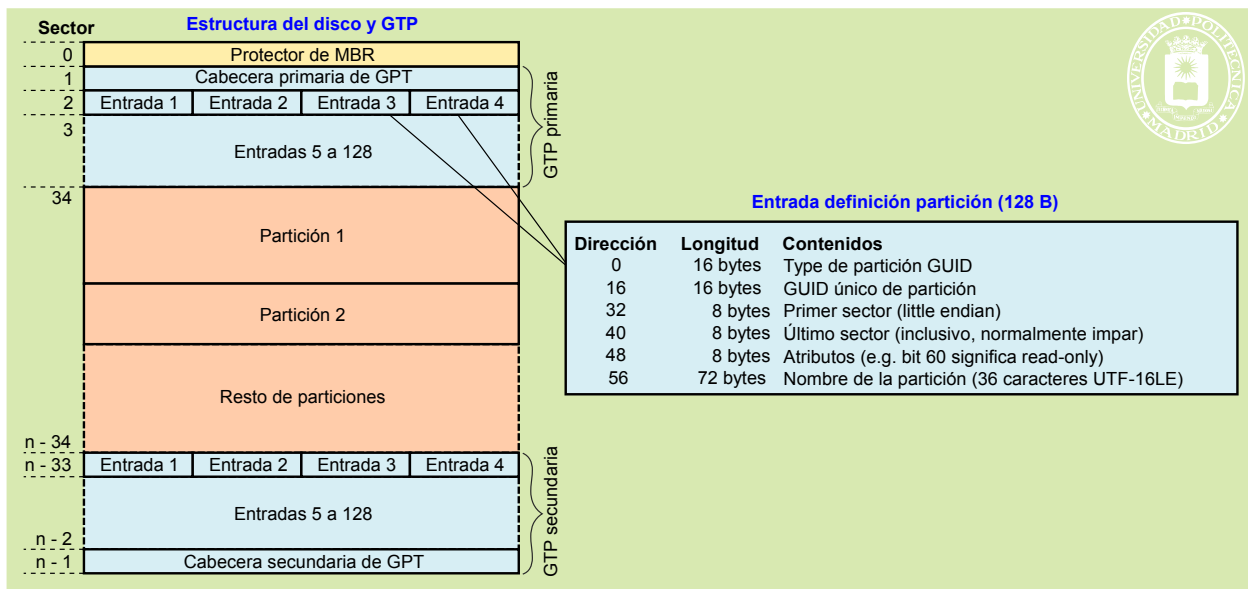 Sector
Estructura del disco y GTP
0
Protector de MBR
1
Cabecera primaria de GPT
2
Entrada 1 Entrada 2 Entrada 3 Entrada 4
3
Entradas 5 a 128
GTP primaria
34
Partición 1
Partición 2
Resto de particiones
n - 34
n - 33
Entrada 1 Entrada 2 Entrada 3 Entrada 4
Entradas 5 a 128
n - 2
n - 1
Cabecera secundaria de GPT
GTP secundaria
Entrada definición partición (128 B)
Dirección Longitud Contenidos
0 16 bytes Type de partición GUID
16 16 bytes GUID único de partición
32 8 bytes Primer sector (little endian)
40 8 bytes Último sector (inclusivo, normalmente impar)
48 8 bytes Atributos (e.g. bit 60 significa read-only)
56 72 bytes Nombre de la partición (36 caracteres UTF-16LE)
UNIVERSIDAD POLITECNICA MADRID